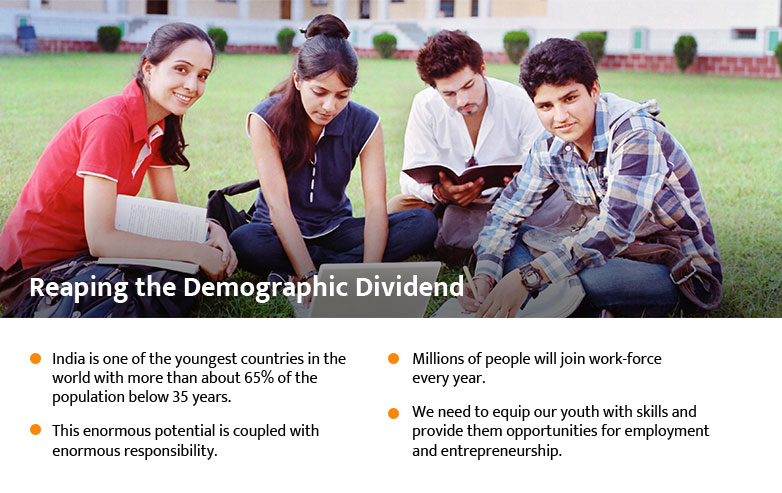 Reaping the Demographic Dividend
India is one of the youngest countries in the
world with more than about 65% of the
population below 35 years.
This enormous potential is coupled with
enormous responsibility.
Millions of people will join work-force
every year.
We need to equip our youth with skills and
provide them opportunities for employment
and entrepreneurship.